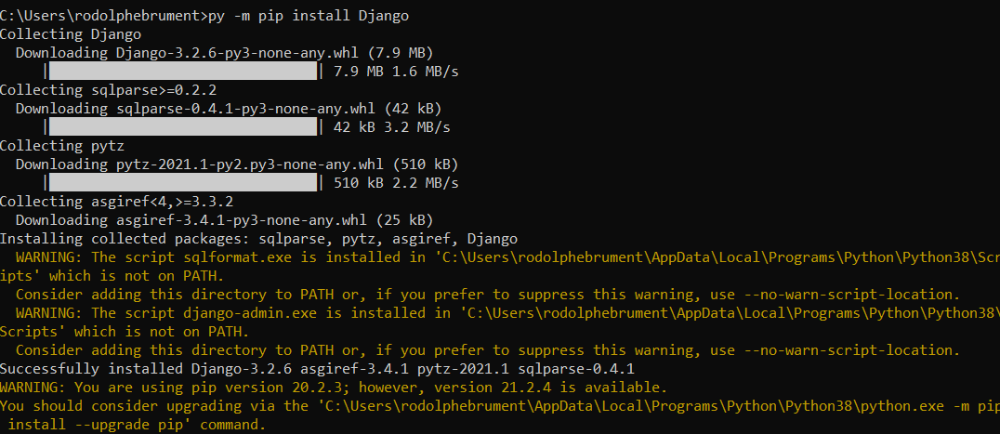 C:\Users\rodolphebrument>py -m pip install Django
Collecting Django
  Downloading Django-3.2.6-py3-none-any.whl (7.9 MB)
     |████████████████████████████████| 7.9 MB 1.6 MB/s
Collecting sqlparse>=0.2.2
  Downloading sqlparse-0.4.1-py3-none-any.whl (42 kB)
     |████████████████████████████████| 42 kB 3.2 MB/s
Collecting pytz
  Downloading pytz-2021.1-py2.py3-none-any.whl (510 kB)
     |████████████████████████████████| 510 kB 2.2 MB/s
Collecting asgiref<4,>=3.3.2
  Downloading asgiref-3.4.1-py3-none-any.whl (25 kB)
Installing collected packages: sqlparse, pytz, asgiref, Django
  WARNING: The script sqlformat.exe is installed in 'C:\Users\rodolphebrument\AppData\Local\Programs\Python\Python38\Scr
ipts' which is not on PATH.
  Consider adding this directory to PATH or, if you prefer to suppress this warning, use --no-warn-script-location.
  WARNING: The script django-admin.exe is installed in 'C:\Users\rodolphebrument\AppData\Local\Programs\Python\Python38\
Scripts' which is not on PATH.
  Consider adding this directory to PATH or, if you prefer to suppress this warning, use --no-warn-script-location.
Successfully installed Django-3.2.6 asgiref-3.4.1 pytz-2021.1 sqlparse-0.4.1
WARNING: You are using pip version 20.2.3; however, version 21.2.4 is available.
You should consider upgrading via the 'C:\Users\rodolphebrument\AppData\Local\Programs\Python\Python38\python.exe -m pip
 install --upgrade pip' command.